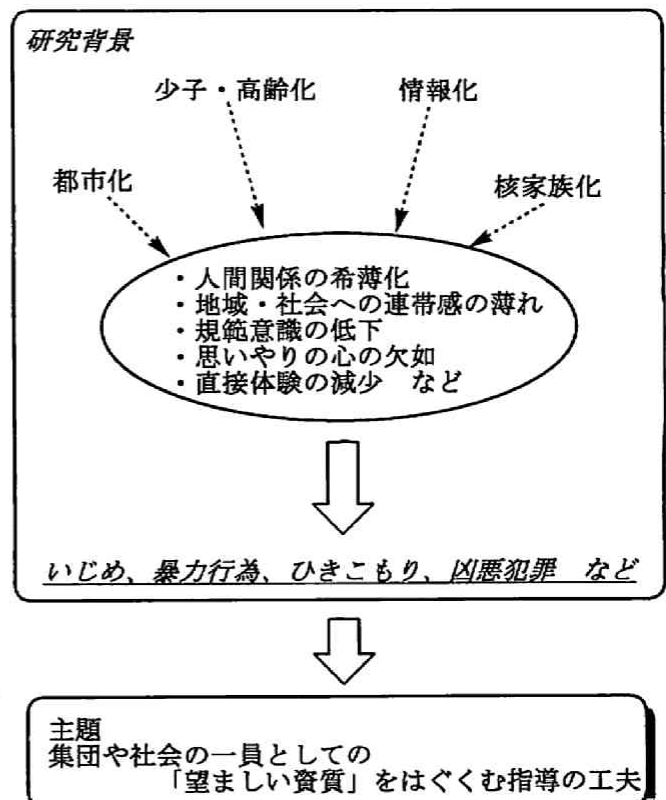 研究背景
少子・高齢化
情報化
都市化
核家族化
・人間関係の希薄化
・地域・社会への連帯感の薄れ
・規範意識の低下
・思いやりの心の欠如
・直接体験の減少　など
いじめ、暴力行為、ひきこもり、凶悪犯罪　など
主題
集団や社会の一員としての
「望ましい資質」をはぐくむ指導の工夫